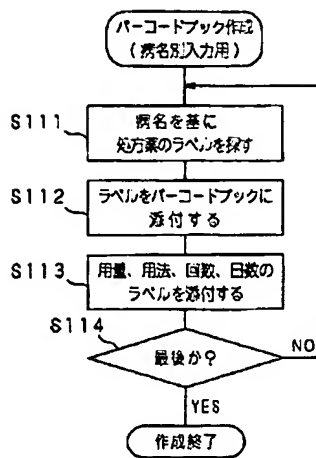 バーコードブック作成
(病名別入力用)
S111
病名を基に
処方薬のラベルを探す
S112
ラベルをバーコードブックに
添付する
S113
用量、用法、回数、日数の
ラベルを添付する
S114
最後か?
NO
YES
作成終了